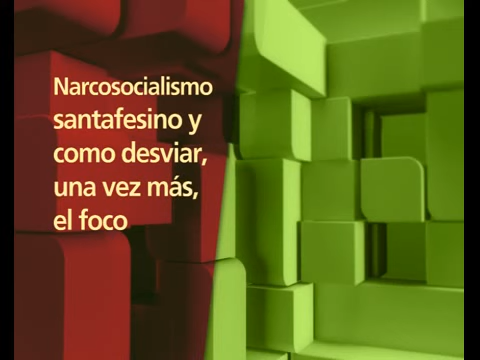 Narcosocialismo
santafesino y
como desviar,
una vez más,
el foco